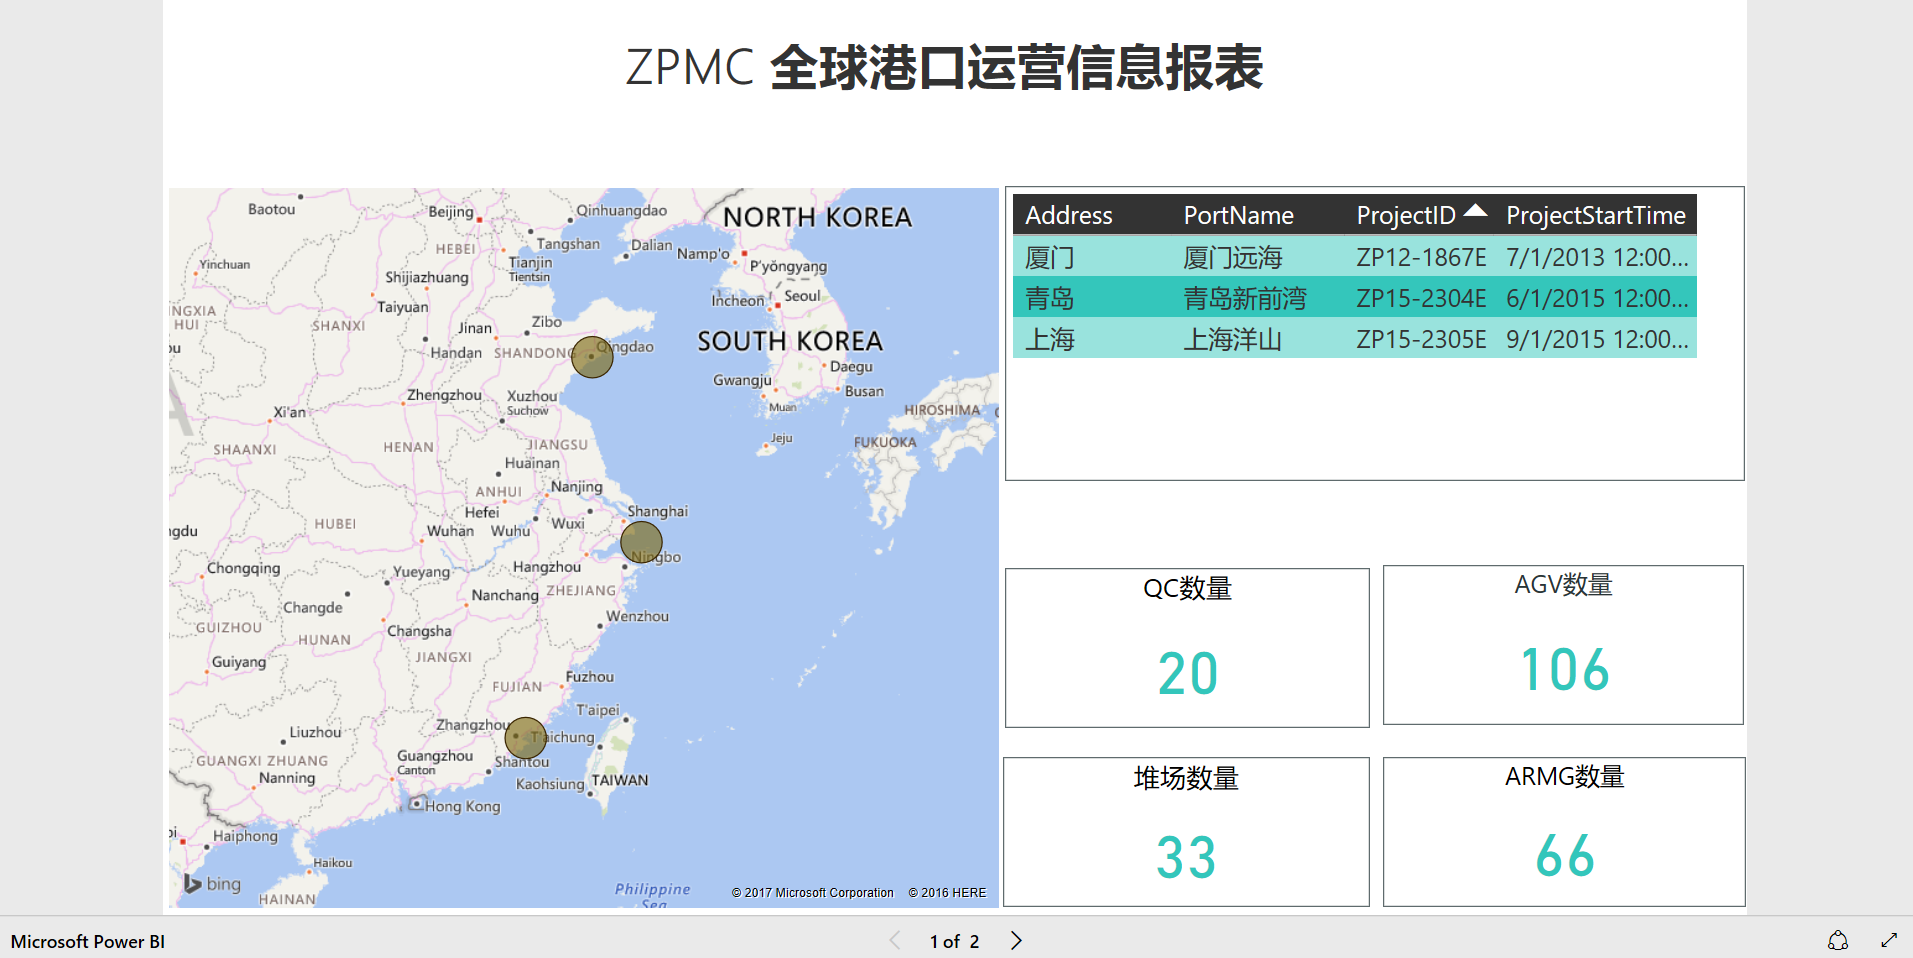 ZPMC 全球港口运营信息报表
Baotou
Beijing
Qinhuangdao
NORTH KOREA
HEBEI
Tangshan
Dalian
Namp'o
Yinchuan
Tianjin
Tientsin
P'yŏngyang
Shijiazhuang
Taiyuan
Incheon
Seoul
NGXIA
HUI
SHANXI
Jinan
Zibo
SOUTH KOREA
Handan
SHANDONG
Qingdao
Daegu
Gwangju
Busan
Zhengzhou
Xuzhou
Suchow
Muan
HIROSHIMA
Xi'an
Jeju
FUKUOKA
SHAANXI
HENAN
JIANGSU
Huainan
ANHUI
Nanjing
HUBEI
Hefei
Shanghai
Wuxi
ngdu
Wuhan
Wuhu
Ningbo
Chongqing
Yueyang
Hangzhou
ZHEJIANG
Changde
Nanchang
Wenzhou
GUIZHOU
HUNAN
Changsha
JIANGXI
Guiyang
FUJIAN
Fuzhou
T'aipei
Zhangzhou
Liuzhou
T'aichung
GUANGXI ZHUANG
Guangzhou
Canton
Shantou
Nanning
Kaohsiung
TAIWAN
Hong Kong
Haiphong
Haikou
bing
HAINAN
Philippine
Sea
© 2017 Microsoft Corporation © 2016 HERE
Address PortName ProjectID ProjectStartTime
厦门 厦门远海 ZP12-1867E 7/1/2013 12:00...
青岛 青岛新前湾 ZP15-2304E 6/1/2015 12:00...
上海 上海洋山 ZP15-2305E 9/1/2015 12:00...
QC数量
20
AGV数量
106
堆场数量
33
ARMG数量
66
Microsoft Power BI
1 of 2